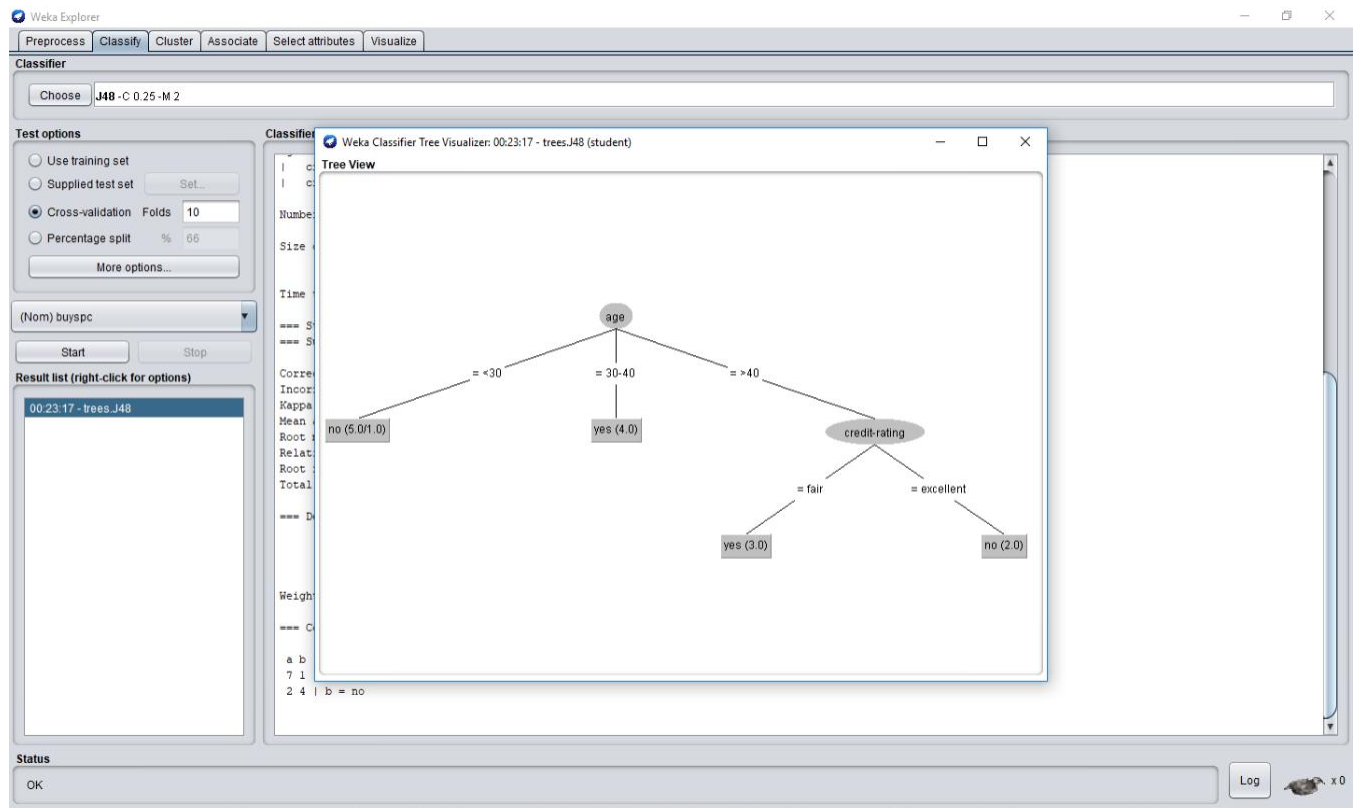 Weka Explorer
Preprocess Classify Cluster Associate Select attributes Visualize
Classifier
Choose J48 -C 0.25 -M 2
Test options
Use training set
Supplied test set Set...
Cross-validation Folds 10
Percentage split % 66
More options...
(Nom) buyspc
Start Stop
Result list (right-click for options)
00:23:17 - trees.J48
Classifier
Size
Time
===
===
Kappa
Mean
Root
Root
Total
===
===
a b
7 1
2 4 | b = no
Weka Classifier Tree Visualizer: 00:23:17 - trees.J48 (student)
Tree View
age
= <30 = 30-40 = >40
no (5.0/1.0) yes (4.0) credit-rating
= fair = excellent
yes (3.0) no (2.0)
Status
OK
Log x 0